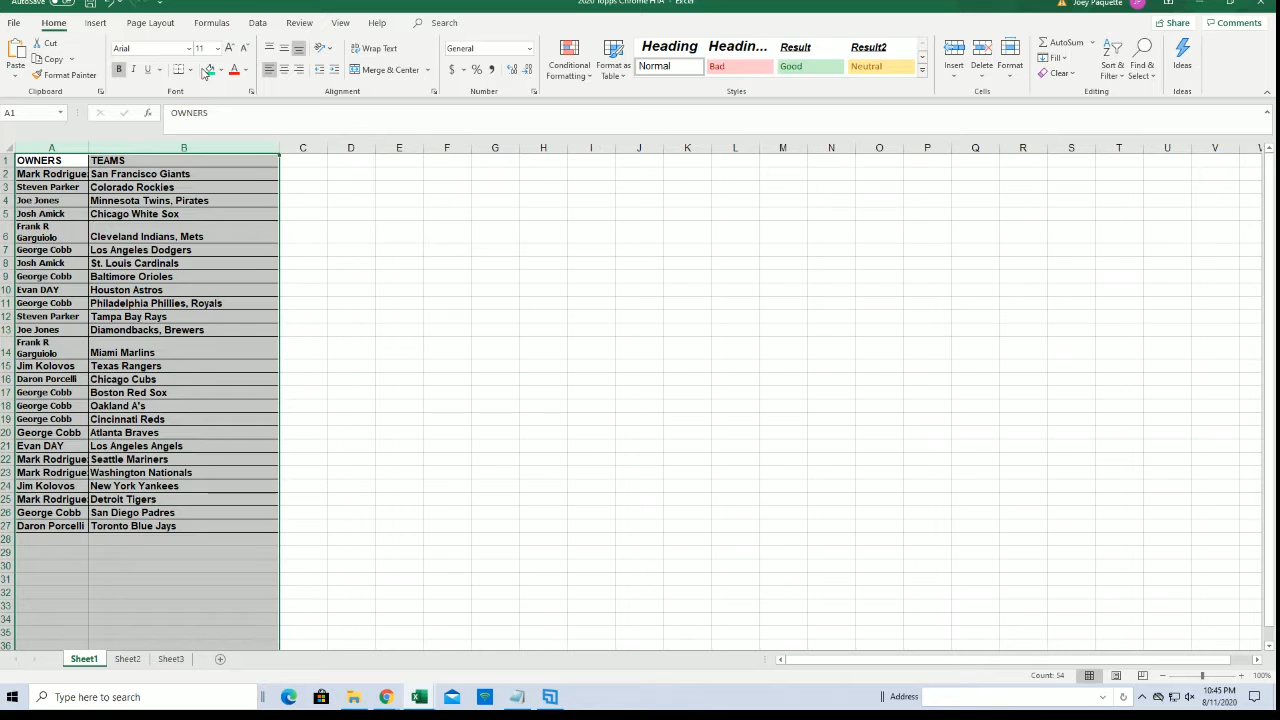 AutoSave
2020 Topps Chrome HTA - Excel
Joey Paquette
JP
File Home Insert Page Layout Formulas Data Review View Help Search
Share Comments
Paste
Cut
Copy
Format Painter
Clipboard
Arial 11
B I U
Font
Wrap Text
Merge & Center
Alignment
General
$ % ,
Number
Conditional Formatting
Format as Table
Heading Headin... Result Result2
Normal Bad Good Neutral
Styles
Insert Delete Format
Cells
AutoSum
Fill
Clear
Sort & Filter
Find & Select
Editing
Ideas
Ideas
A1 fx OWNERS
A B C D E F G H I J K L M N O P Q R S T U V
1 OWNERS TEAMS
2 Mark Rodrigue San Francisco Giants
3 Steven Parker Colorado Rockies
4 Joe Jones Minnesota Twins, Pirates
5 Josh Amick Chicago White Sox
6 Frank R Garguiolo Cleveland Indians, Mets
7 George Cobb Los Angeles Dodgers
8 Josh Amick St. Louis Cardinals
9 George Cobb Baltimore Orioles
10 Evan DAY Houston Astros
11 George Cobb Philadelphia Phillies, Royals
12 Steven Parker Tampa Bay Rays
13 Joe Jones Diamondbacks, Brewers
14 Frank R Garguiolo Miami Marlins
15 Jim Kolovos Texas Rangers
16 Daron Porcelli Chicago Cubs
17 George Cobb Boston Red Sox
18 George Cobb Oakland A's
19 George Cobb Cincinnati Reds
20 George Cobb Atlanta Braves
21 Evan DAY Los Angeles Angels
22 Mark Rodrigue Seattle Mariners
23 Mark Rodrigue Washington Nationals
24 Jim Kolovos New York Yankees
25 Mark Rodrigue Detroit Tigers
26 George Cobb San Diego Padres
27 Daron Porcelli Toronto Blue Jays
28
29
30
31
32
33
34
35
36
Sheet1 Sheet2 Sheet3
Count: 54 100%
Type here to search
Address
10:45 PM
8/11/2020